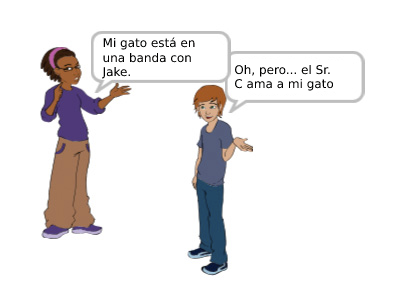 Mi gato está en
una banda con
Jake.
Oh, pero... el Sr.
C ama a mi gato